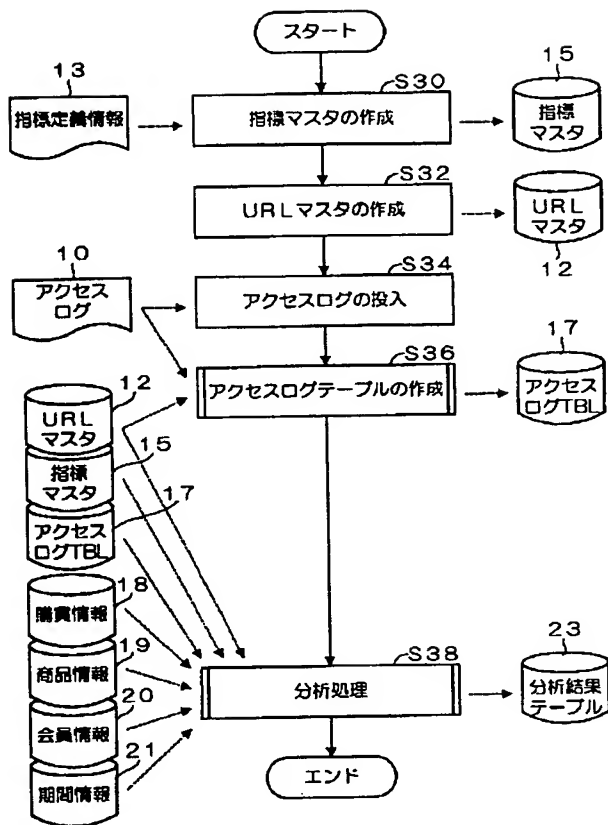 スタート
13
指標定義情報
S30
指標マスタの作成
15
指標
マスタ
S32
URLマスタの作成
URL
マスタ
12
10
アクセス
ログ
S34
アクセスログの投入
S36
アクセスログテーブルの作成
17
アクセス
ログTBL
12
URL
マスタ
15
指標
マスタ
17
アクセス
ログTBL
18
購買情報
19
商品情報
20
会員情報
21
期間情報
S38
分析処理
23
分析結果
テーブル
エンド